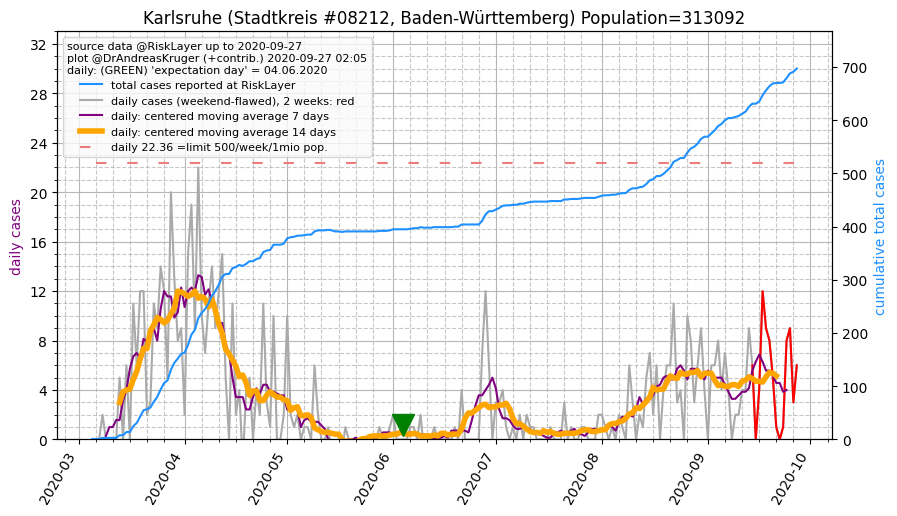 Karlsruhe (Stadtkreis #08212, Baden-Württemberg) Population=313092
source data @RiskLayer up to 2020-09-27
plot @DrAndreasKruger (+contrib.) 2020-09-27 02:05
daily: (GREEN) 'expectation day' = 04.06.2020
total cases reported at RiskLayer
daily cases (weekend-flawed), 2 weeks: red
daily: centered moving average 7 days
daily: centered moving average 14 days
daily 22.36 =limit 500/week/1mio pop.
daily cases
32
28
24
20
16
12
8
4
0
cumulative total cases
700
600
500
400
300
200
100
0
2020-03
2020-04
2020-05
2020-06
2020-07
2020-08
2020-09
2020-10